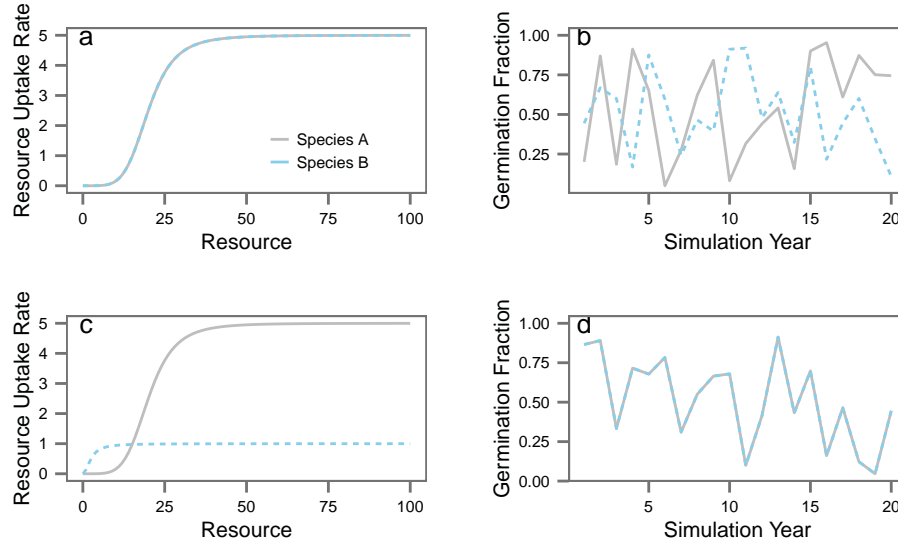 a
Resource Uptake Rate
5
4
3
2
1
0
Species A
Species B
0 25 50 75 100
Resource
b
Germination Fraction
1.00
0.75
0.50
0.25
5 10 15 20
Simulation Year
c
Resource Uptake Rate
5
4
3
2
1
0
0 25 50 75 100
Resource
d
Germination Fraction
1.00
0.75
0.50
0.25
0.00
5 10 15 20
Simulation Year